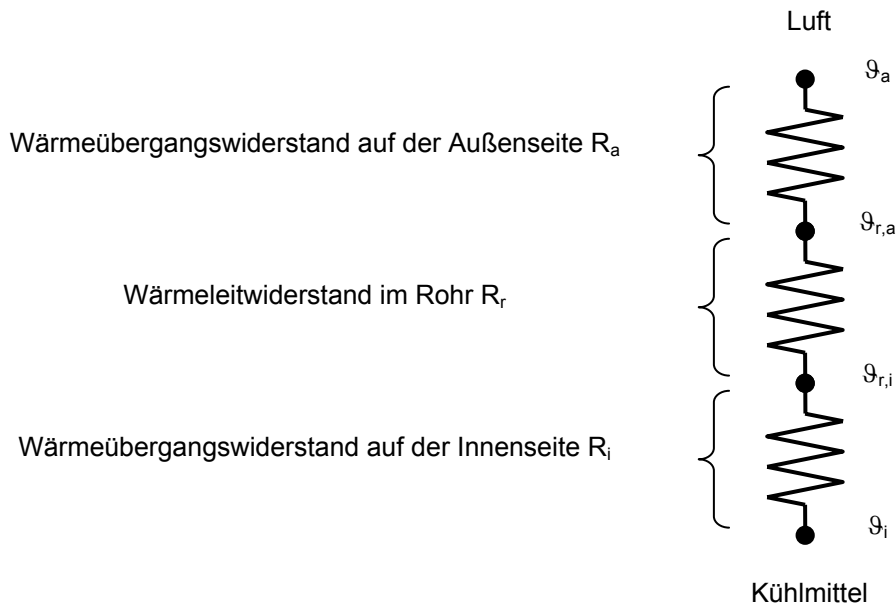 Luft
ϑa
Wärmeübergangswiderstand auf der Außenseite Ra
ϑr,a
Wärmeleitwiderstand im Rohr Rr
ϑr,i
Wärmeübergangswiderstand auf der Innenseite Ri
ϑi
Kühlmittel